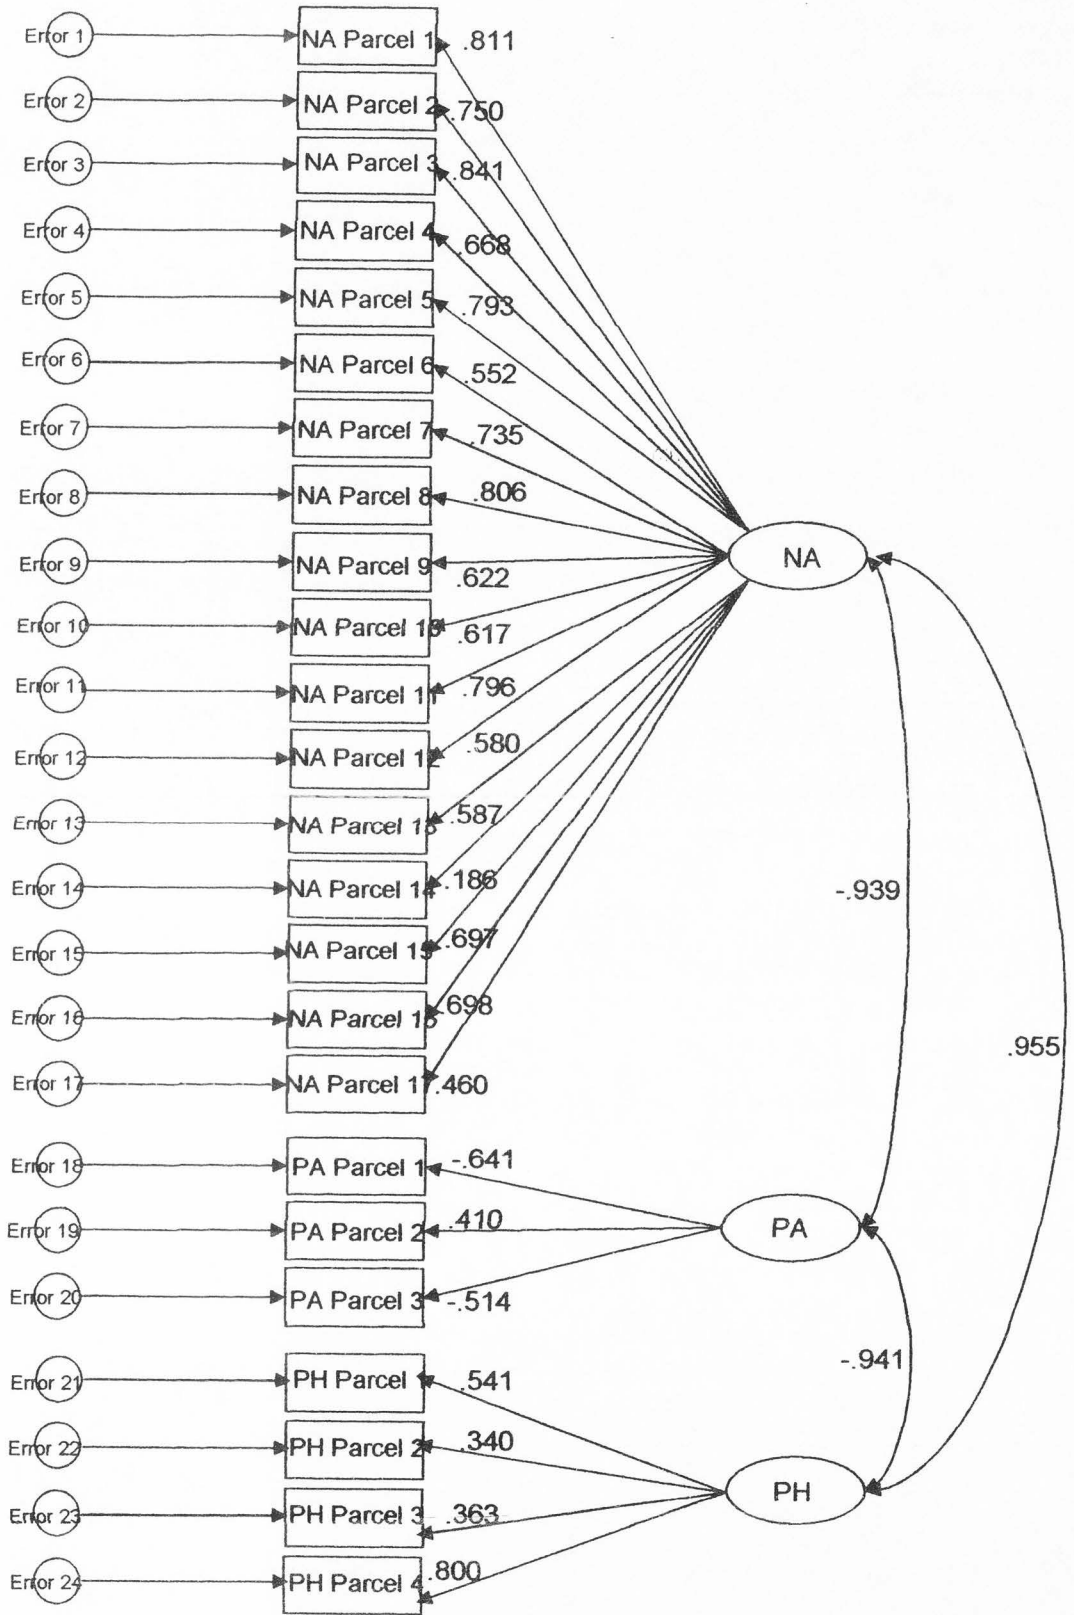 Error 1 NA Parcel 1 .811
Error 2 NA Parcel 2 .750
Error 3 NA Parcel 3 .841
Error 4 NA Parcel 4 .668
Error 5 NA Parcel 5 .793
Error 6 NA Parcel 6 .552
Error 7 NA Parcel 7 .735
Error 8 NA Parcel 8 .806
NA
Error 9 NA Parcel 9 .622
Error 10 NA Parcel 10 .617
Error 11 NA Parcel 11 .796
Error 12 NA Parcel 12 .580
Error 13 NA Parcel 13 .587
Error 14 NA Parcel 14 .186
-.939
Error 15 NA Parcel 15 .697
Error 16 NA Parcel 16 .698
.955
Error 17 NA Parcel 17 .460
Error 18 PA Parcel 1 -.641
Error 19 PA Parcel 2 .410
PA
Error 20 PA Parcel 3 -.514
-.941
Error 21 PH Parcel 1 .541
Error 22 PH Parcel 2 .340
PH
Error 23 PH Parcel 3 .363
Error 24 PH Parcel 4 .800